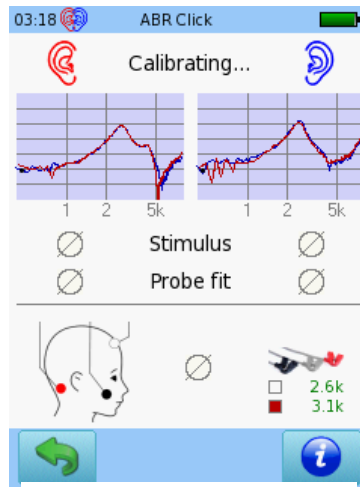 03:18 ABR Click
Calibrating...
1 2 5k 1 2 5k
Stimulus
Probe fit
2.6k
3.1k
i